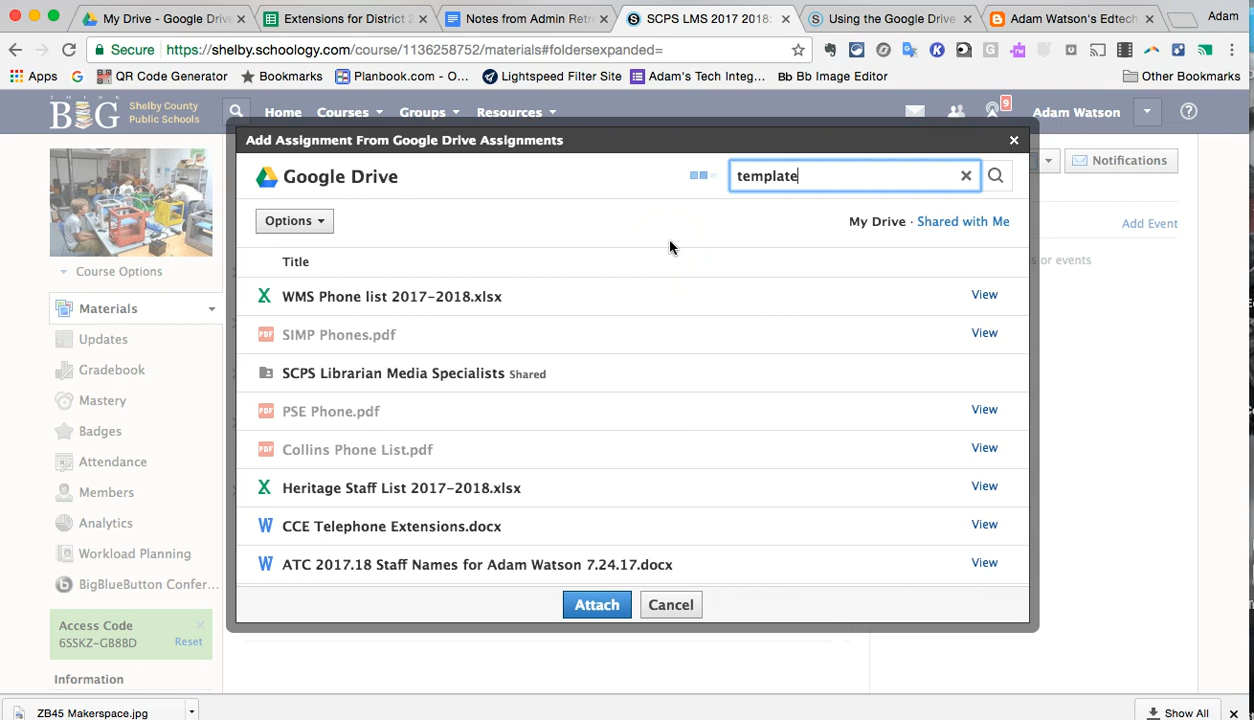 My Drive - Google Drive
Extensions for District 2
Notes from Admin Retre
SCPS LMS 2017 2018:
Using the Google Drive
Adam Watson's Edtech
Adam
Secure
https://shelby.schoology.com/course/1136258752/materials#foldersexpanded=
Apps
QR Code Generator
Bookmarks
Planbook.com - O...
Lightspeed Filter Site
Adam's Tech Integ...
Bb Bb Image Editor
Other Bookmarks
THINK
BIG
Shelby County
Public Schools
Home
Courses
Groups
Resources
9
Adam Watson
Add Assignment From Google Drive Assignments
Notifications
Google Drive
template
Options
My Drive · Shared with Me
Add Event
Course Options
Title
or events
Materials
WMS Phone list 2017-2018.xlsx
View
Updates
SIMP Phones.pdf
View
Gradebook
SCPS Librarian Media Specialists Shared
Mastery
PSE Phone.pdf
View
Badges
Collins Phone List.pdf
View
Attendance
Heritage Staff List 2017-2018.xlsx
View
Members
CCE Telephone Extensions.docx
View
Analytics
ATC 2017.18 Staff Names for Adam Watson 7.24.17.docx
View
Workload Planning
BigBlueButton Confer...
Attach
Cancel
Access Code
6SSKZ-GB8BD
Reset
Information
ZB45 Makerspace.jpg
Show All